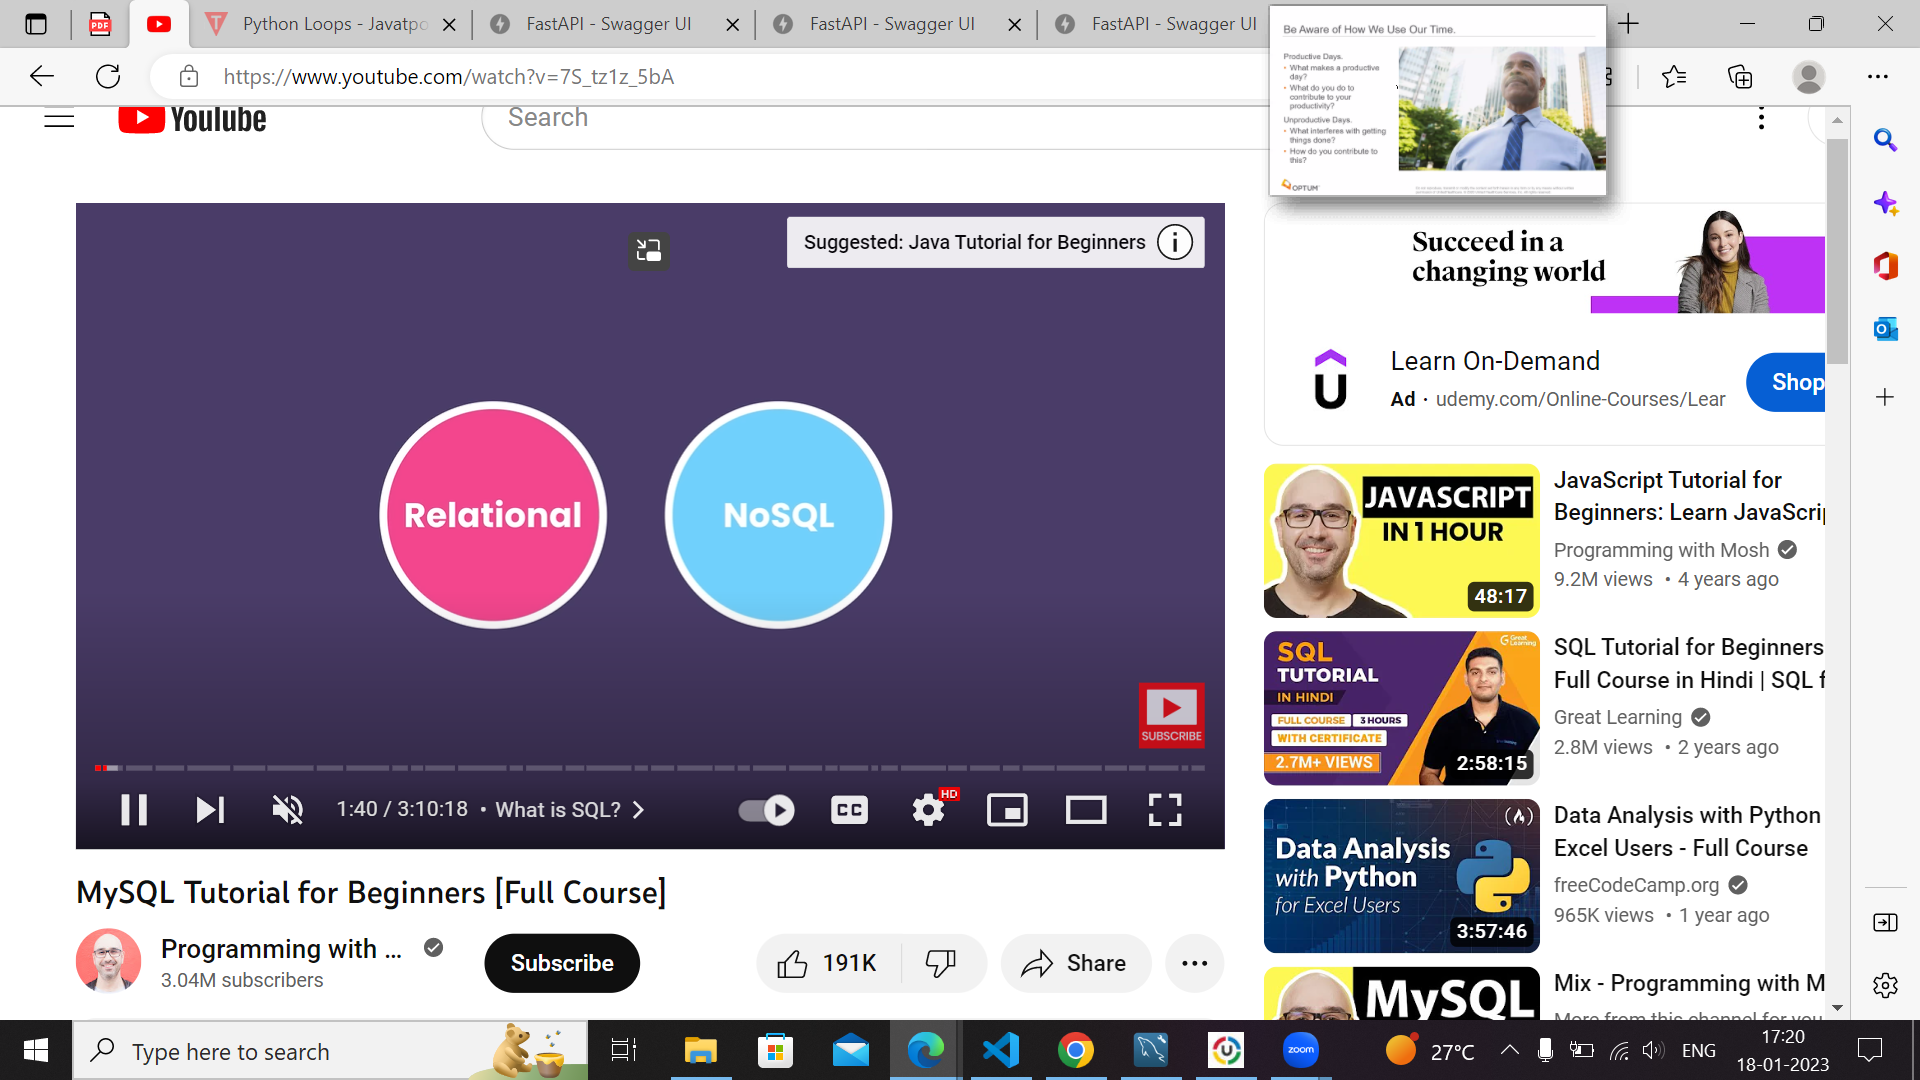 Python Loops - Javatpo
FastAPI - Swagger UI
FastAPI - Swagger UI
FastAPI - Swagger UI
https://www.youtube.com/watch?v=7S_tz1z_5bA
Be Aware of How We Use Our Time.
Productive Days.
• What makes a productive
day?
• What do you do to
contribute to your
productivity?
Unproductive Days.
• What interferes with getting
things done?
• How do you contribute to
this?
OPTUM
YouTube
Search
Suggested: Java Tutorial for Beginners
Relational
NoSQL
SUBSCRIBE
1:40 / 3:10:18 • What is SQL?
CC
HD
MySQL Tutorial for Beginners [Full Course]
Programming with ...
3.04M subscribers
Subscribe
191K
Share
Succeed in a
changing world
Learn On-Demand
Ad · udemy.com/Online-Courses/Lear
Shop
JAVASCRIPT
IN 1 HOUR
48:17
JavaScript Tutorial for
Beginners: Learn JavaScrip
Programming with Mosh
9.2M views • 4 years ago
Great Learning
SQL
TUTORIAL
IN HINDI
FULL COURSE 3 HOURS
WITH CERTIFICATE
2.7M+ VIEWS
2:58:15
SQL Tutorial for Beginners
Full Course in Hindi | SQL f
Great Learning
2.8M views • 2 years ago
Data Analysis
with Python
for Excel Users
3:57:46
Data Analysis with Python
Excel Users - Full Course
freeCodeCamp.org
965K views • 1 year ago
MySQL
Mix - Programming with M
More from this channel for you
Type here to search
zoom
27°C
ENG
17:20
18-01-2023